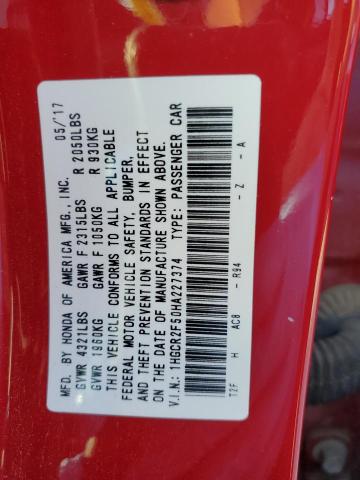 MFD. BY HONDA OF AMERICA MFG., INC. 05/'17
GVWR 4321LBS GAWR F 2315LBS R 2050LBS
GVWR 1960KG GAWR F 1050KG R 930KG
THIS VEHICLE CONFORMS TO ALL APPLICABLE
FEDERAL MOTOR VEHICLE SAFETY, BUMPER,
AND THEFT PREVENTION STANDARDS IN EFFECT
ON THE DATE OF MANUFACTURE SHOWN ABOVE.
V.I.N.: 1HGCR2F50HA227374 TYPE: PASSENGER CAR
T2F H AC8 - R94 - Z - A